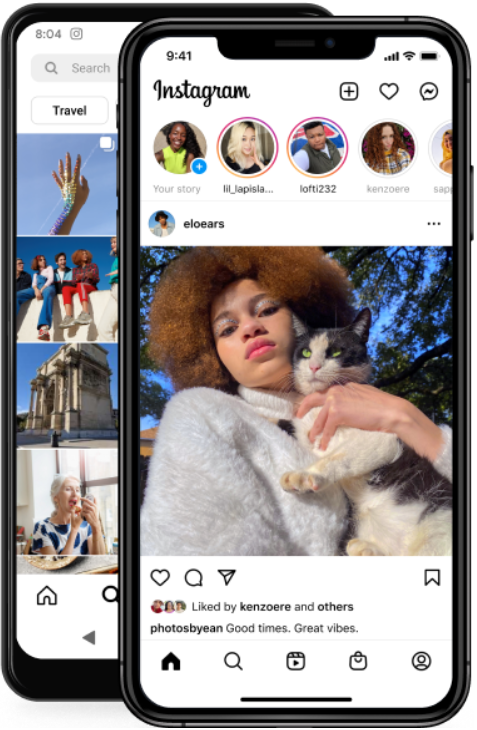 8:04
Search
Travel
9:41
Instagram
Your story
lil_lapisla...
lofti232
kenzoere
sapp
eloears
Liked by kenzoere and others
photosbyean Good times. Great vibes.